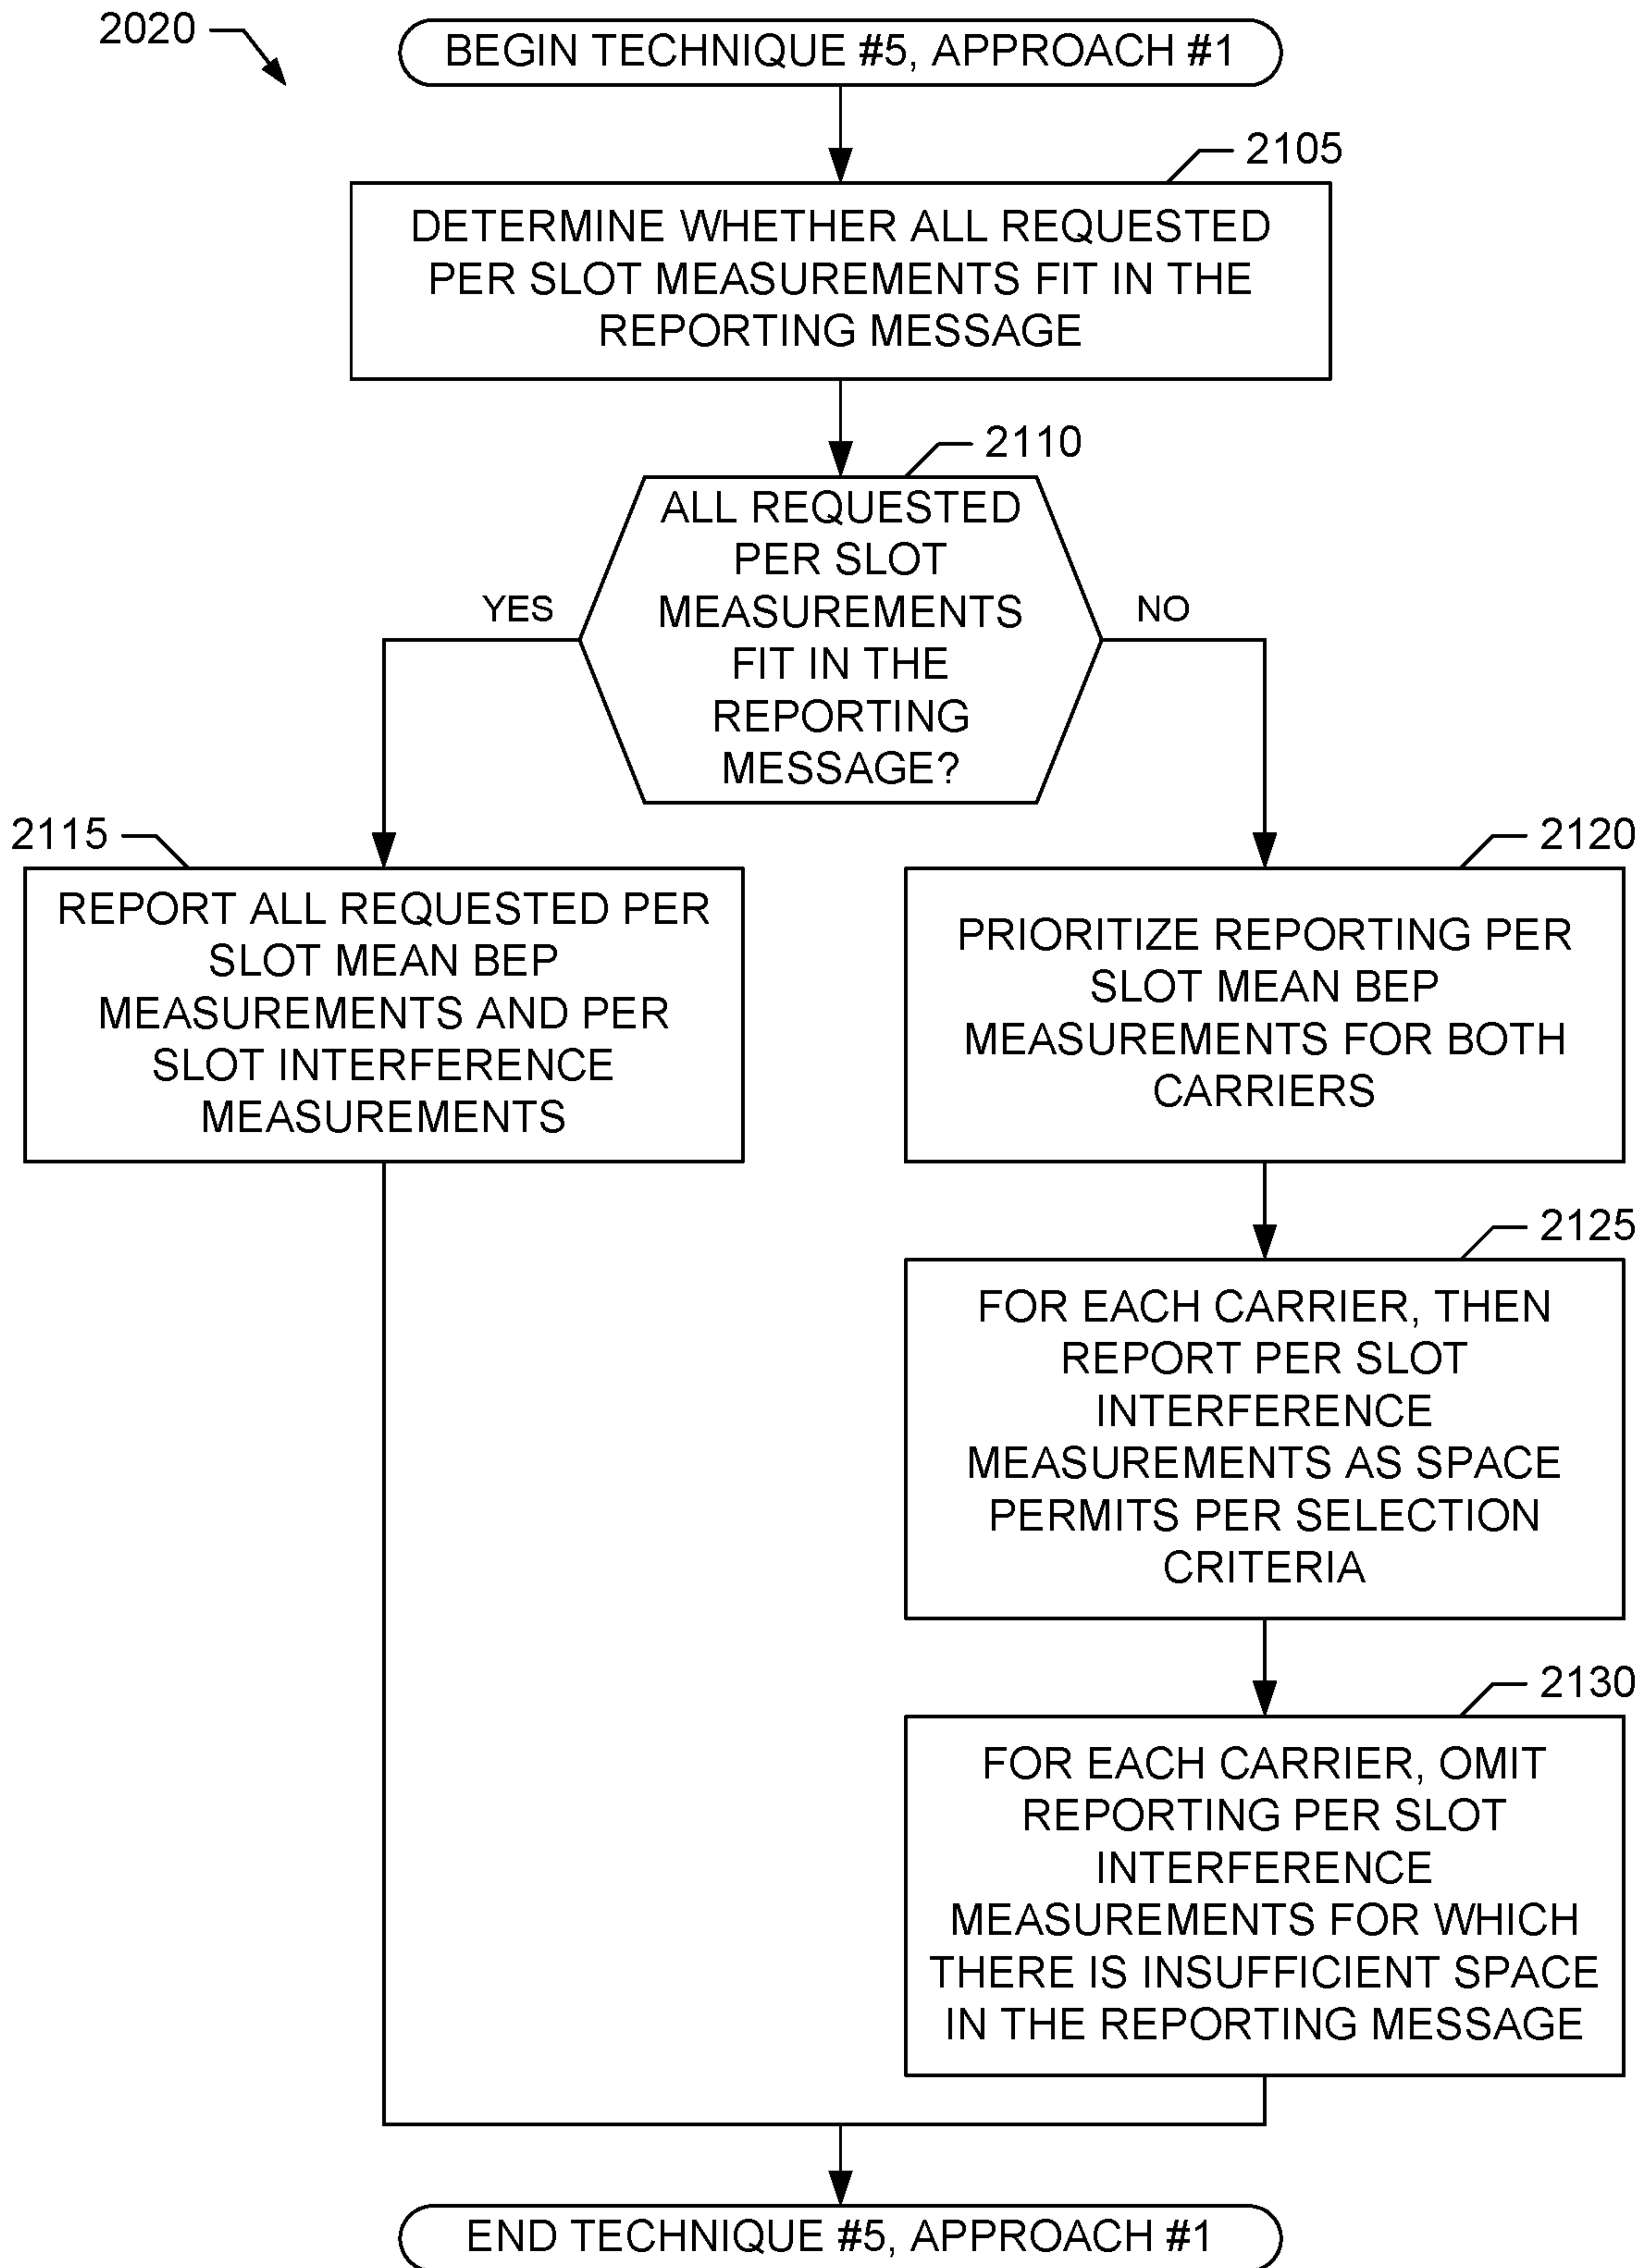 2020
BEGIN TECHNIQUE #5, APPROACH #1
2105
DETERMINE WHETHER ALL REQUESTED
PER SLOT MEASUREMENTS FIT IN THE
REPORTING MESSAGE
2110
ALL REQUESTED
PER SLOT
MEASUREMENTS
FIT IN THE
REPORTING
MESSAGE?
YES
NO
2115
REPORT ALL REQUESTED PER
SLOT MEAN BEP
MEASUREMENTS AND PER
SLOT INTERFERENCE
MEASUREMENTS
2120
PRIORITIZE REPORTING PER
SLOT MEAN BEP
MEASUREMENTS FOR BOTH
CARRIERS
2125
FOR EACH CARRIER, THEN
REPORT PER SLOT
INTERFERENCE
MEASUREMENTS AS SPACE
PERMITS PER SELECTION
CRITERIA
2130
FOR EACH CARRIER, OMIT
REPORTING PER SLOT
INTERFERENCE
MEASUREMENTS FOR WHICH
THERE IS INSUFFICIENT SPACE
IN THE REPORTING MESSAGE
END TECHNIQUE #5, APPROACH #1